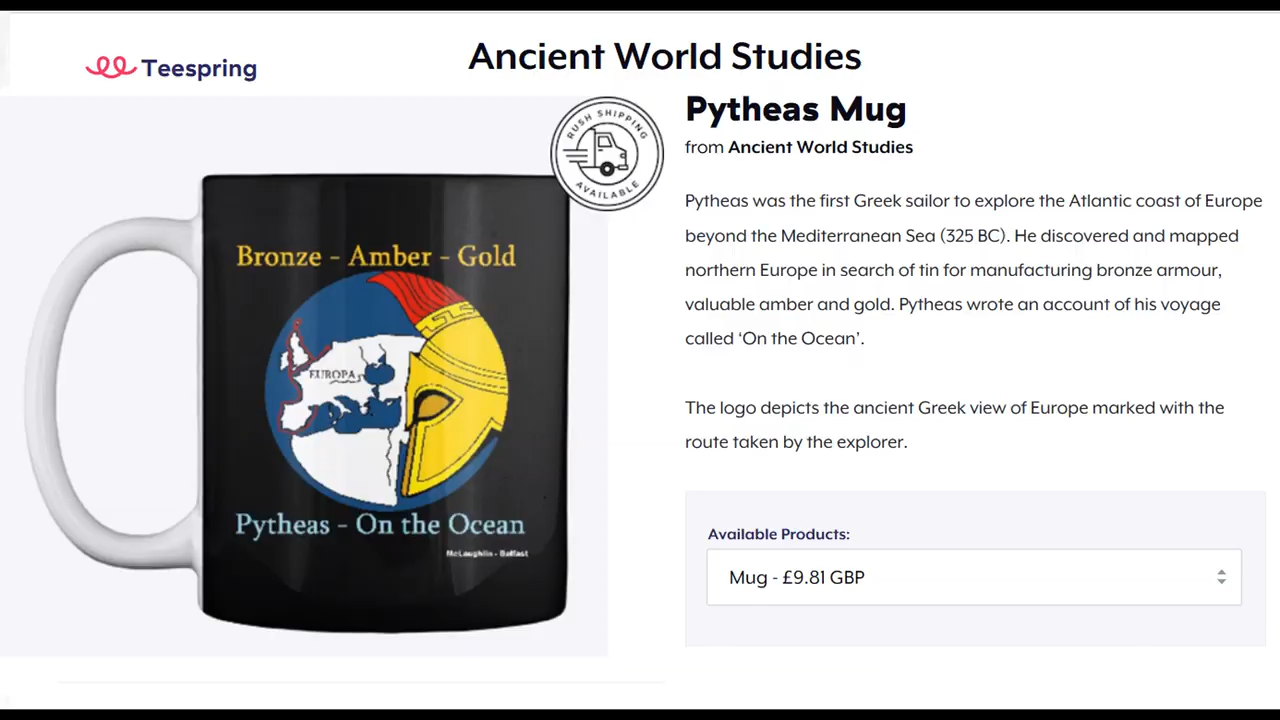 Teespring
Ancient World Studies
RUSH SHIPPING
AVAILABLE
Pytheas Mug
from Ancient World Studies
Pytheas was the first Greek sailor to explore the Atlantic coast of Europe
beyond the Mediterranean Sea (325 BC). He discovered and mapped
northern Europe in search of tin for manufacturing bronze armour,
valuable amber and gold. Pytheas wrote an account of his voyage
called ‘On the Ocean’.
The logo depicts the ancient Greek view of Europe marked with the
route taken by the explorer.
Available Products:
Mug - £9.81 GBP
Bronze - Amber - Gold
EUROPA
Pytheas - On the Ocean
McLaughlin - Belfast